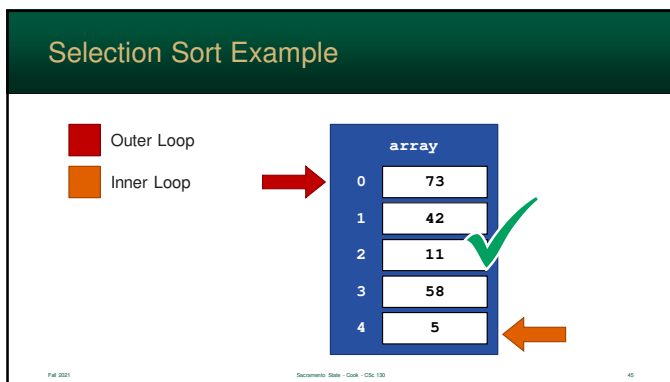 Selection Sort Example
Outer Loop
Inner Loop
array
0 73
1 42
2 11
3 58
4 5
Fall 2021 Sacramento State - Cook - CSc 130 45